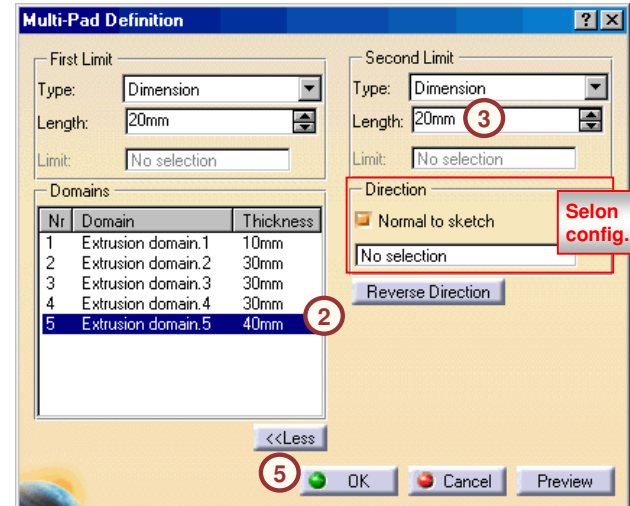 Multi-Pad Definition
First Limit
Type: Dimension
Length: 20mm
Limit: No selection
Second Limit
Type: Dimension
Length: 20mm 3
Limit: No selection
Domains
Nr Domain Thickness
1 Extrusion domain.1 10mm
2 Extrusion domain.2 30mm
3 Extrusion domain.3 30mm
4 Extrusion domain.4 30mm
5 Extrusion domain.5 40mm 2
Direction
Normal to sketch
No selection
Selon
config.
Reverse Direction
<<Less
5 OK Cancel Preview